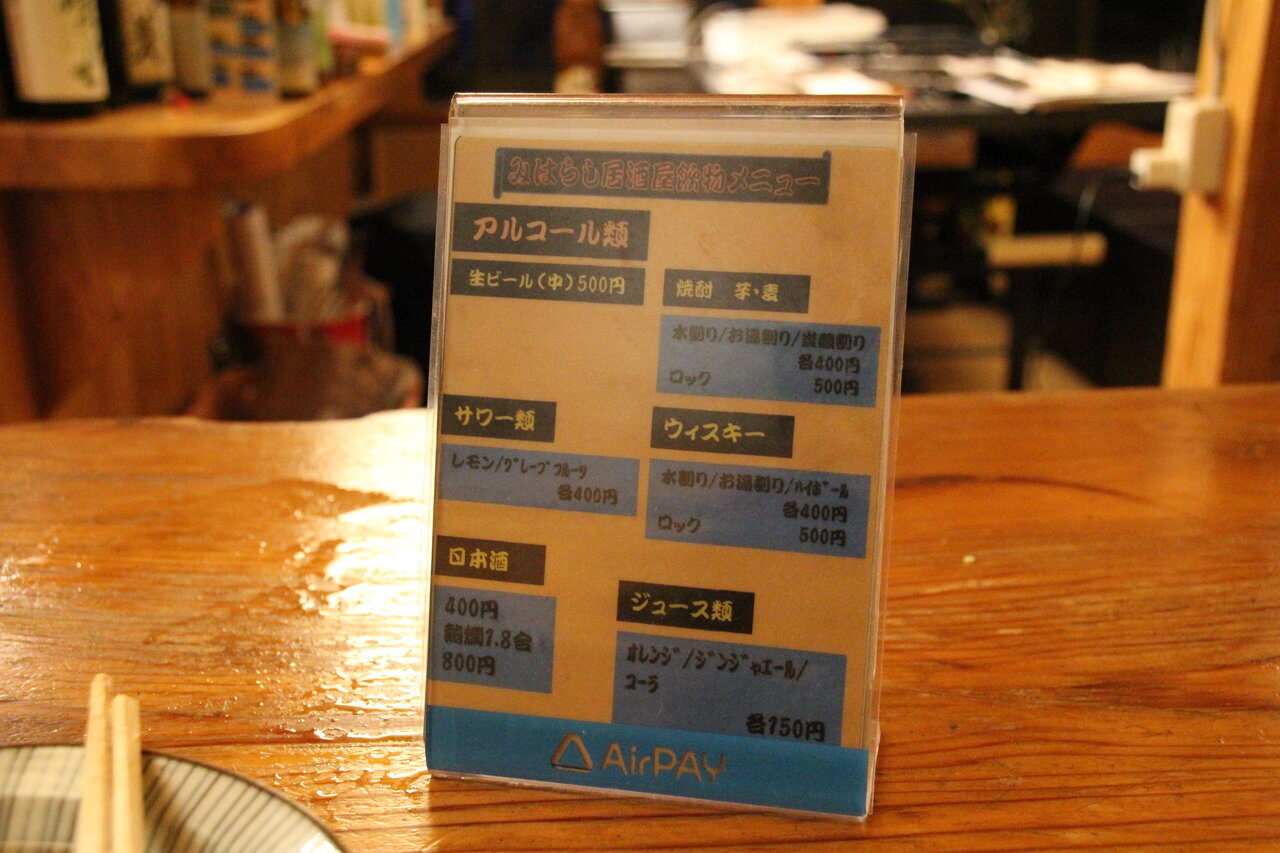 みはらし居酒屋飲物メニュー
アルコール類
生ビール(中)500円
焼酎　芋・麦
水割り/お湯割り/炭酸割り
各400円
ロック 500円
サワー類
レモン/グレープフルーツ
各400円
ウィスキー
水割り/お湯割り/ハイボール
各400円
ロック 500円
日本酒
400円
熱燗1.8合
800円
ジュース類
オレンジ/ジンジャエール/
コーラ
各150円
AirPAY